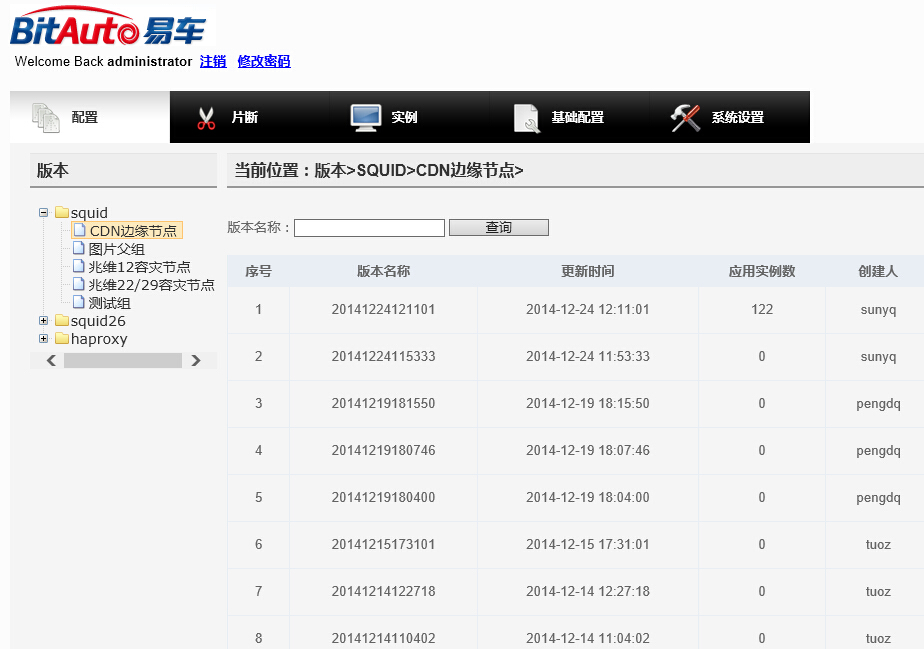 BitAuto 易车
Welcome Back administrator 注销 修改密码
配置 片断 实例 基础配置 系统设置
版本
当前位置：版本>SQUID>CDN边缘节点>
squid
CDN边缘节点
图片父组
兆维12容灾节点
兆维22/29容灾节点
测试组
squid26
haproxy
版本名称： 查询
序号 版本名称 更新时间 应用实例数 创建人
1 20141224121101 2014-12-24 12:11:01 122 sunyq
2 20141224115333 2014-12-24 11:53:33 0 sunyq
3 20141219181550 2014-12-19 18:15:50 0 pengdq
4 20141219180746 2014-12-19 18:07:46 0 pengdq
5 20141219180400 2014-12-19 18:04:00 0 pengdq
6 20141215173101 2014-12-15 17:31:01 0 tuoz
7 20141214122718 2014-12-14 12:27:18 0 tuoz
8 20141214110402 2014-12-14 11:04:02 0 tuoz